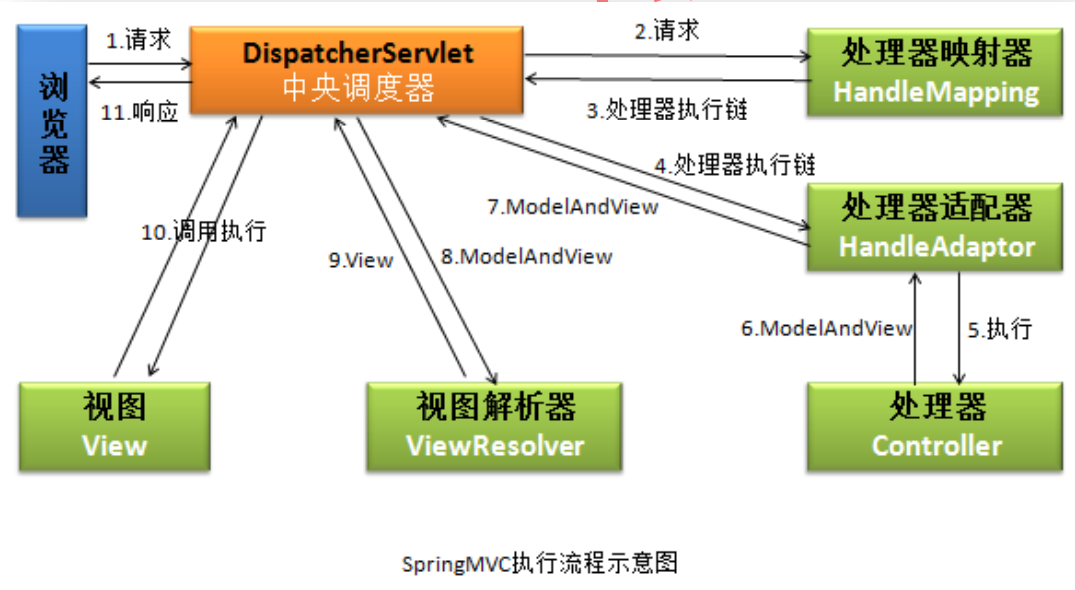 浏览器
1.请求
11.响应
DispatcherServlet
中央调度器
2.请求
3.处理器执行链
处理器映射器
HandleMapping
4.处理器执行链
7.ModelAndView
处理器适配器
HandleAdaptor
10.调用执行
9.View
8.ModelAndView
6.ModelAndView
5.执行
视图
View
视图解析器
ViewResolver
处理器
Controller
SpringMVC执行流程示意图